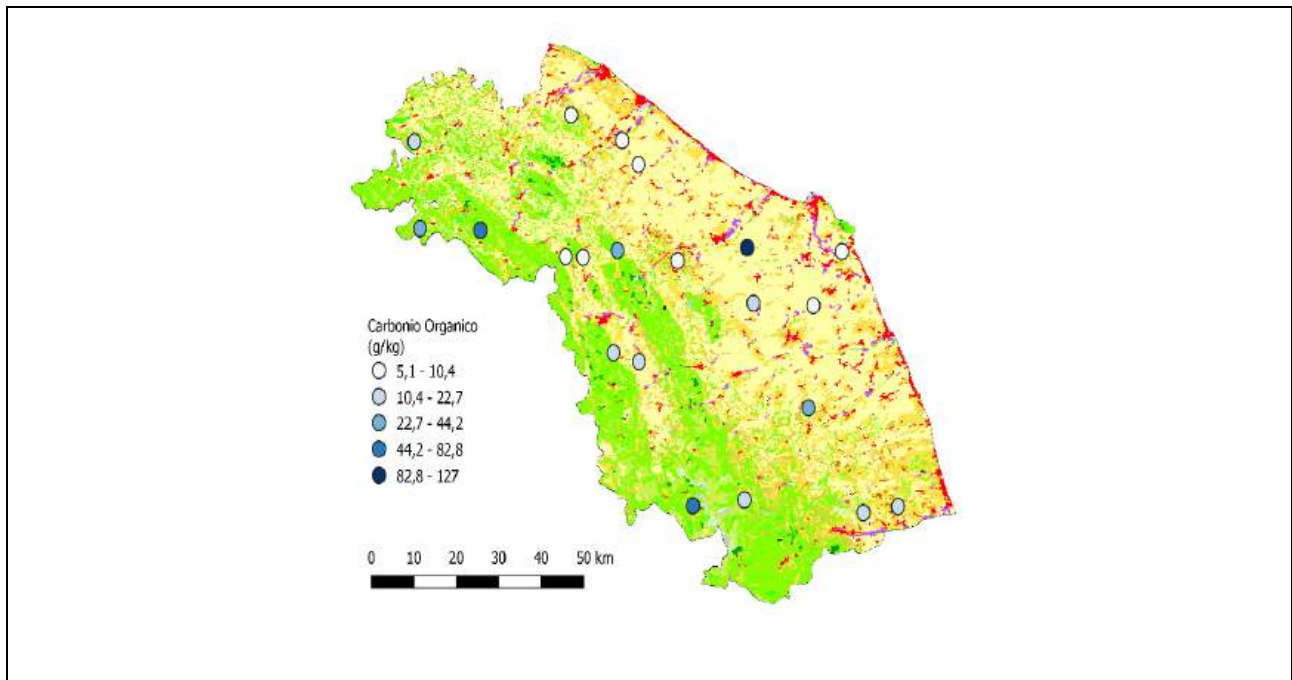 Carbonio Organico
(g/kg)
5,1 - 10,4
10,4 - 22,7
22,7 - 44,2
44,2 - 82,8
82,8 - 127
0 10 20 30 40 50 km